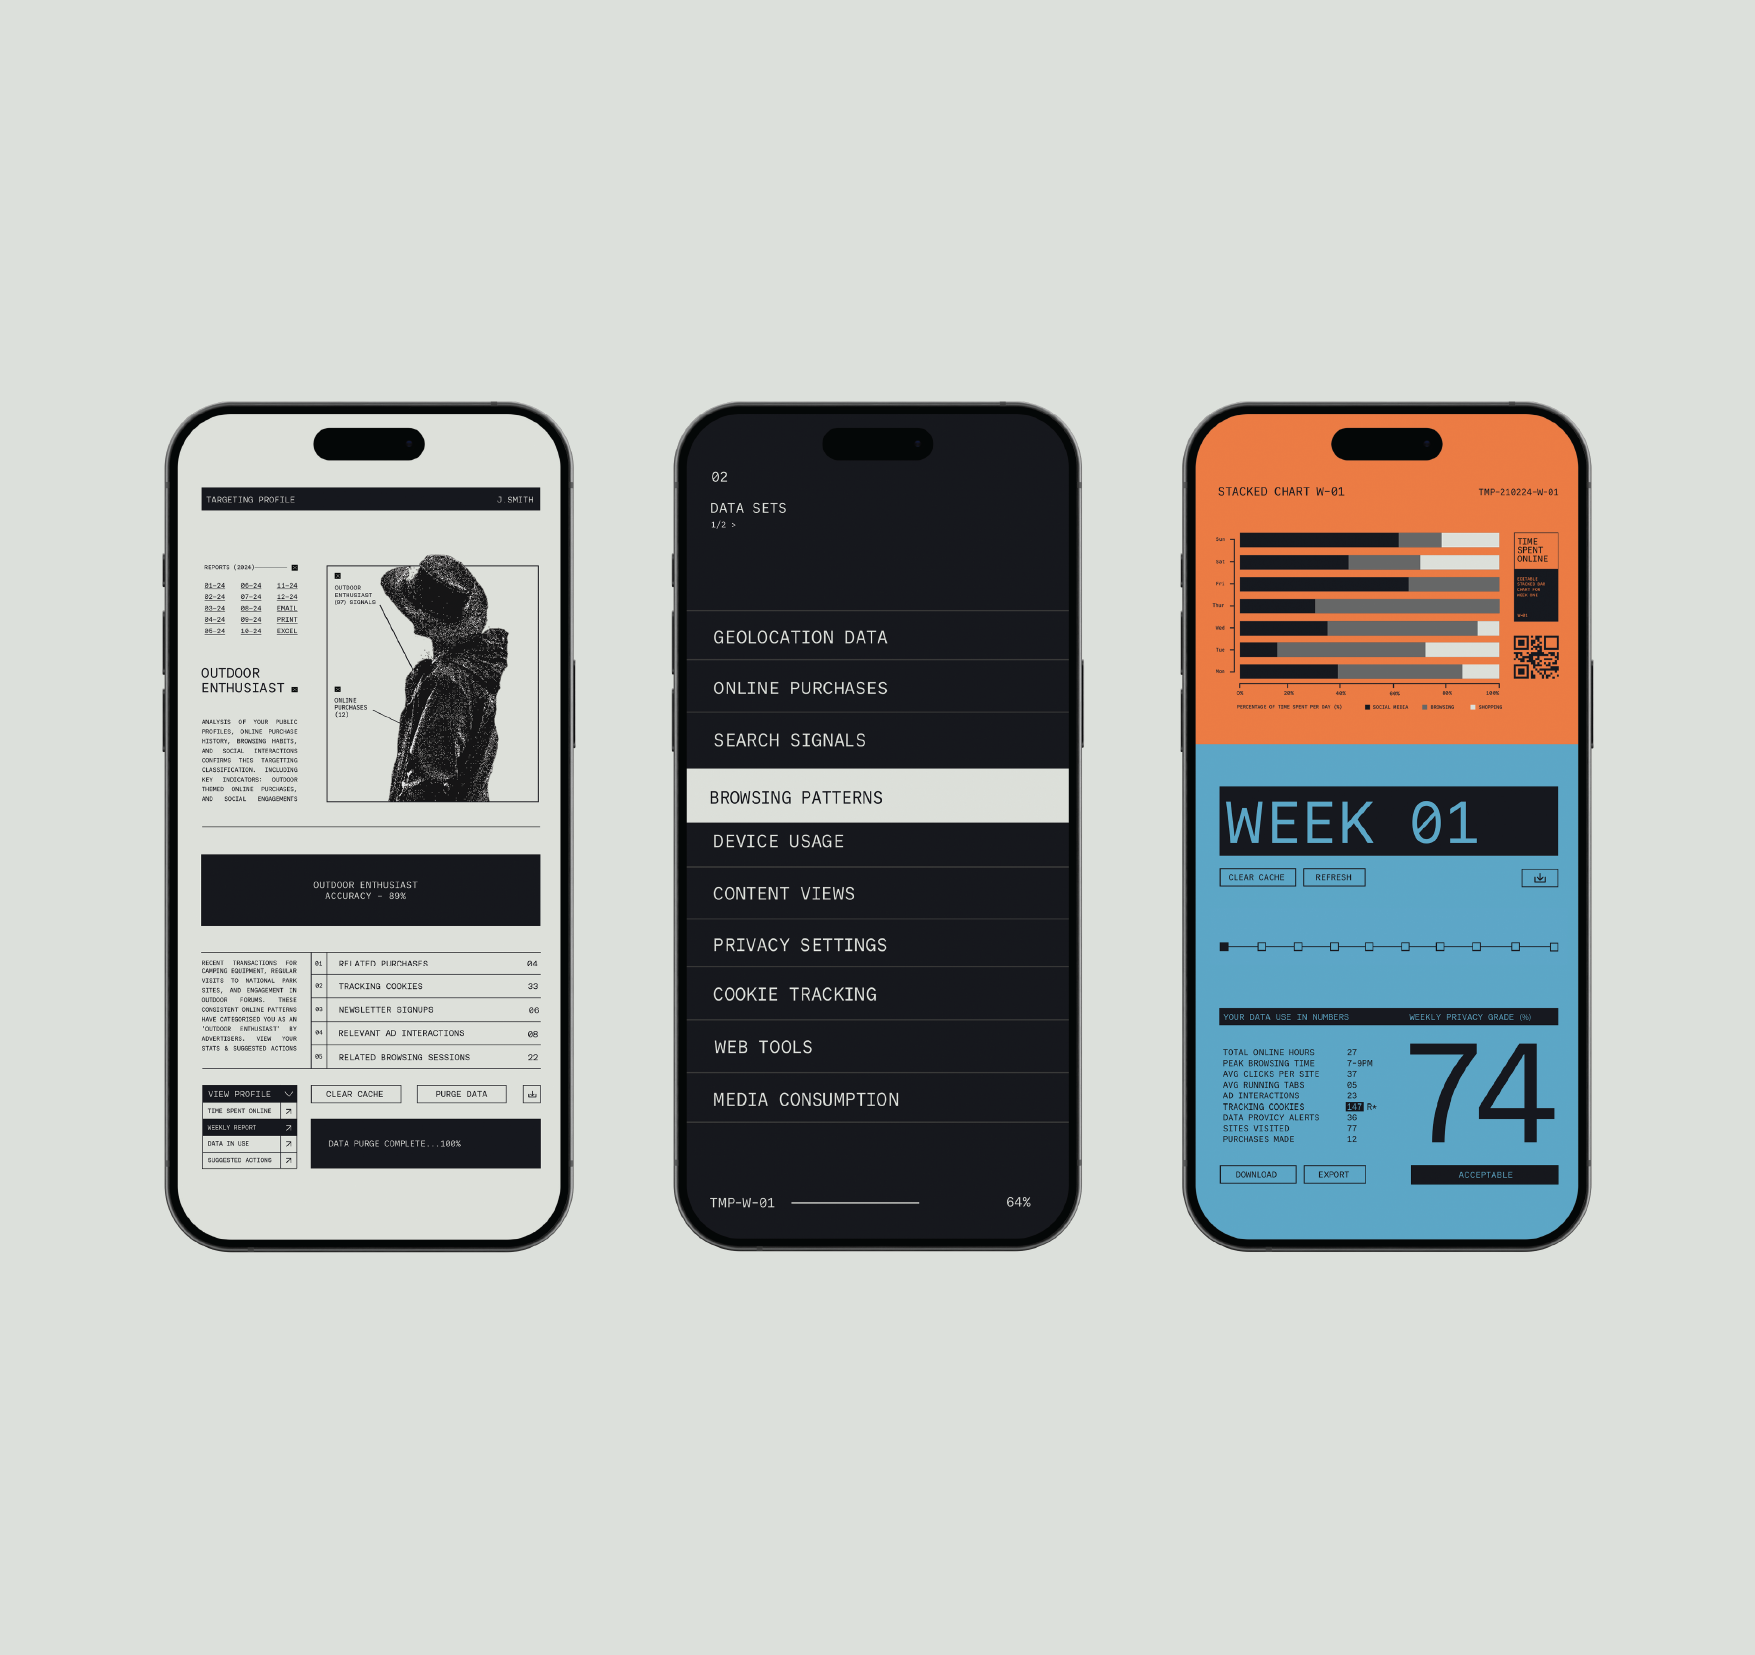 TARGETING PROFILE
J.SMITH
REPORTS (2024)
01-24 06-24 11-24
02-24 07-24 12-24
03-24 08-24 EMAIL
04-24 09-24 PRINT
05-24 10-24 EXCEL
OUTDOOR
ENTHUSIAST
ANALYSIS OF YOUR PUBLIC
PROFILES, ONLINE PURCHASE
HISTORY, BROWSING HABITS,
AND SOCIAL INTERACTIONS
CONFIRMS THIS TARGETTING
CLASSIFICATION. INCLUDING
KEY INDICATORS: OUTDOOR
THEMED ONLINE PURCHASES,
AND SOCIAL ENGAGEMENTS
OUTDOOR
ENTHUSIAST
(87) SIGNALS
ONLINE
PURCHASES
(12)
OUTDOOR ENTHUSIAST
ACCURACY - 89%
RECENT TRANSACTIONS FOR
CAMPING EQUIPMENT, REGULAR
VISITS TO NATIONAL PARK
SITES, AND ENGAGEMENT IN
OUTDOOR FORUMS. THESE
CONSISTENT ONLINE PATTERNS
HAVE CATEGORISED YOU AS AN
'OUTDOOR ENTHUSIAST' BY
ADVERTISERS. VIEW YOUR
STATS & SUGGESTED ACTIONS
01 RELATED PURCHASES 04
02 TRACKING COOKIES 33
03 NEWSLETTER SIGNUPS 06
04 RELEVANT AD INTERACTIONS 08
05 RELATED BROWSING SESSIONS 22
VIEW PROFILE
TIME SPENT ONLINE
WEEKLY REPORT
DATA IN USE
SUGGESTED ACTIONS
CLEAR CACHE
PURGE DATA
DATA PURGE COMPLETE...100%
02
DATA SETS
1/2 >
GEOLOCATION DATA
ONLINE PURCHASES
SEARCH SIGNALS
BROWSING PATTERNS
DEVICE USAGE
CONTENT VIEWS
PRIVACY SETTINGS
COOKIE TRACKING
WEB TOOLS
MEDIA CONSUMPTION
TMP-W-01
64%
STACKED CHART W-01
TMP-210224-W-01
Sun
Sat
Fri
Thur
Wed
Tue
Mon
0% 20% 40% 60% 80% 100%
PERCENTAGE OF TIME SPENT PER DAY (%)
SOCIAL MEDIA
BROWSING
SHOPPING
TIME
SPENT
ONLINE
EDITABLE
STACKED BAR
CHART FOR
WEEK ONE
W-01
WEEK 01
CLEAR CACHE
REFRESH
YOUR DATA USE IN NUMBERS
WEEKLY PRIVACY GRADE (%)
TOTAL ONLINE HOURS 27
PEAK BROWSING TIME 7-9PM
AVG CLICKS PER SITE 37
AVG RUNNING TABS 05
AD INTERACTIONS 23
TRACKING COOKIES 147 R*
DATA PROVICY ALERTS 36
SITES VISITED 77
PURCHASES MADE 12
74
DOWNLOAD
EXPORT
ACCEPTABLE